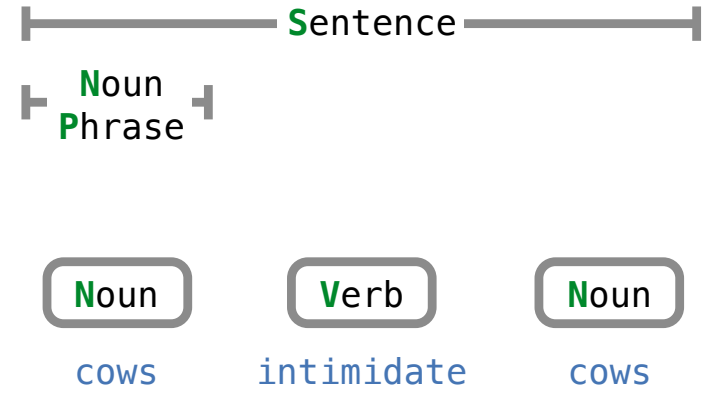 Sentence
Noun
Phrase
Noun Verb Noun
cows intimidate cows